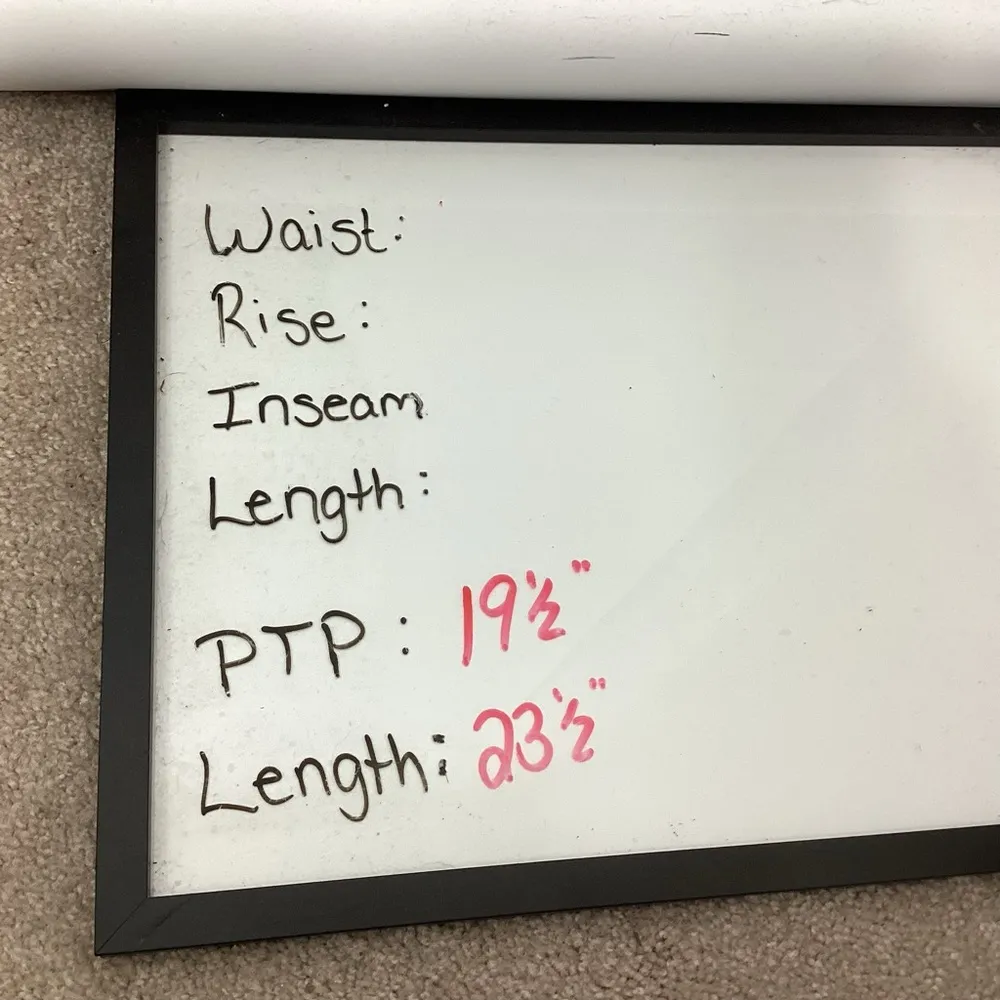 Waist:
Rise:
Inseam
Length:
PTP: 19½"
Length: 23½"